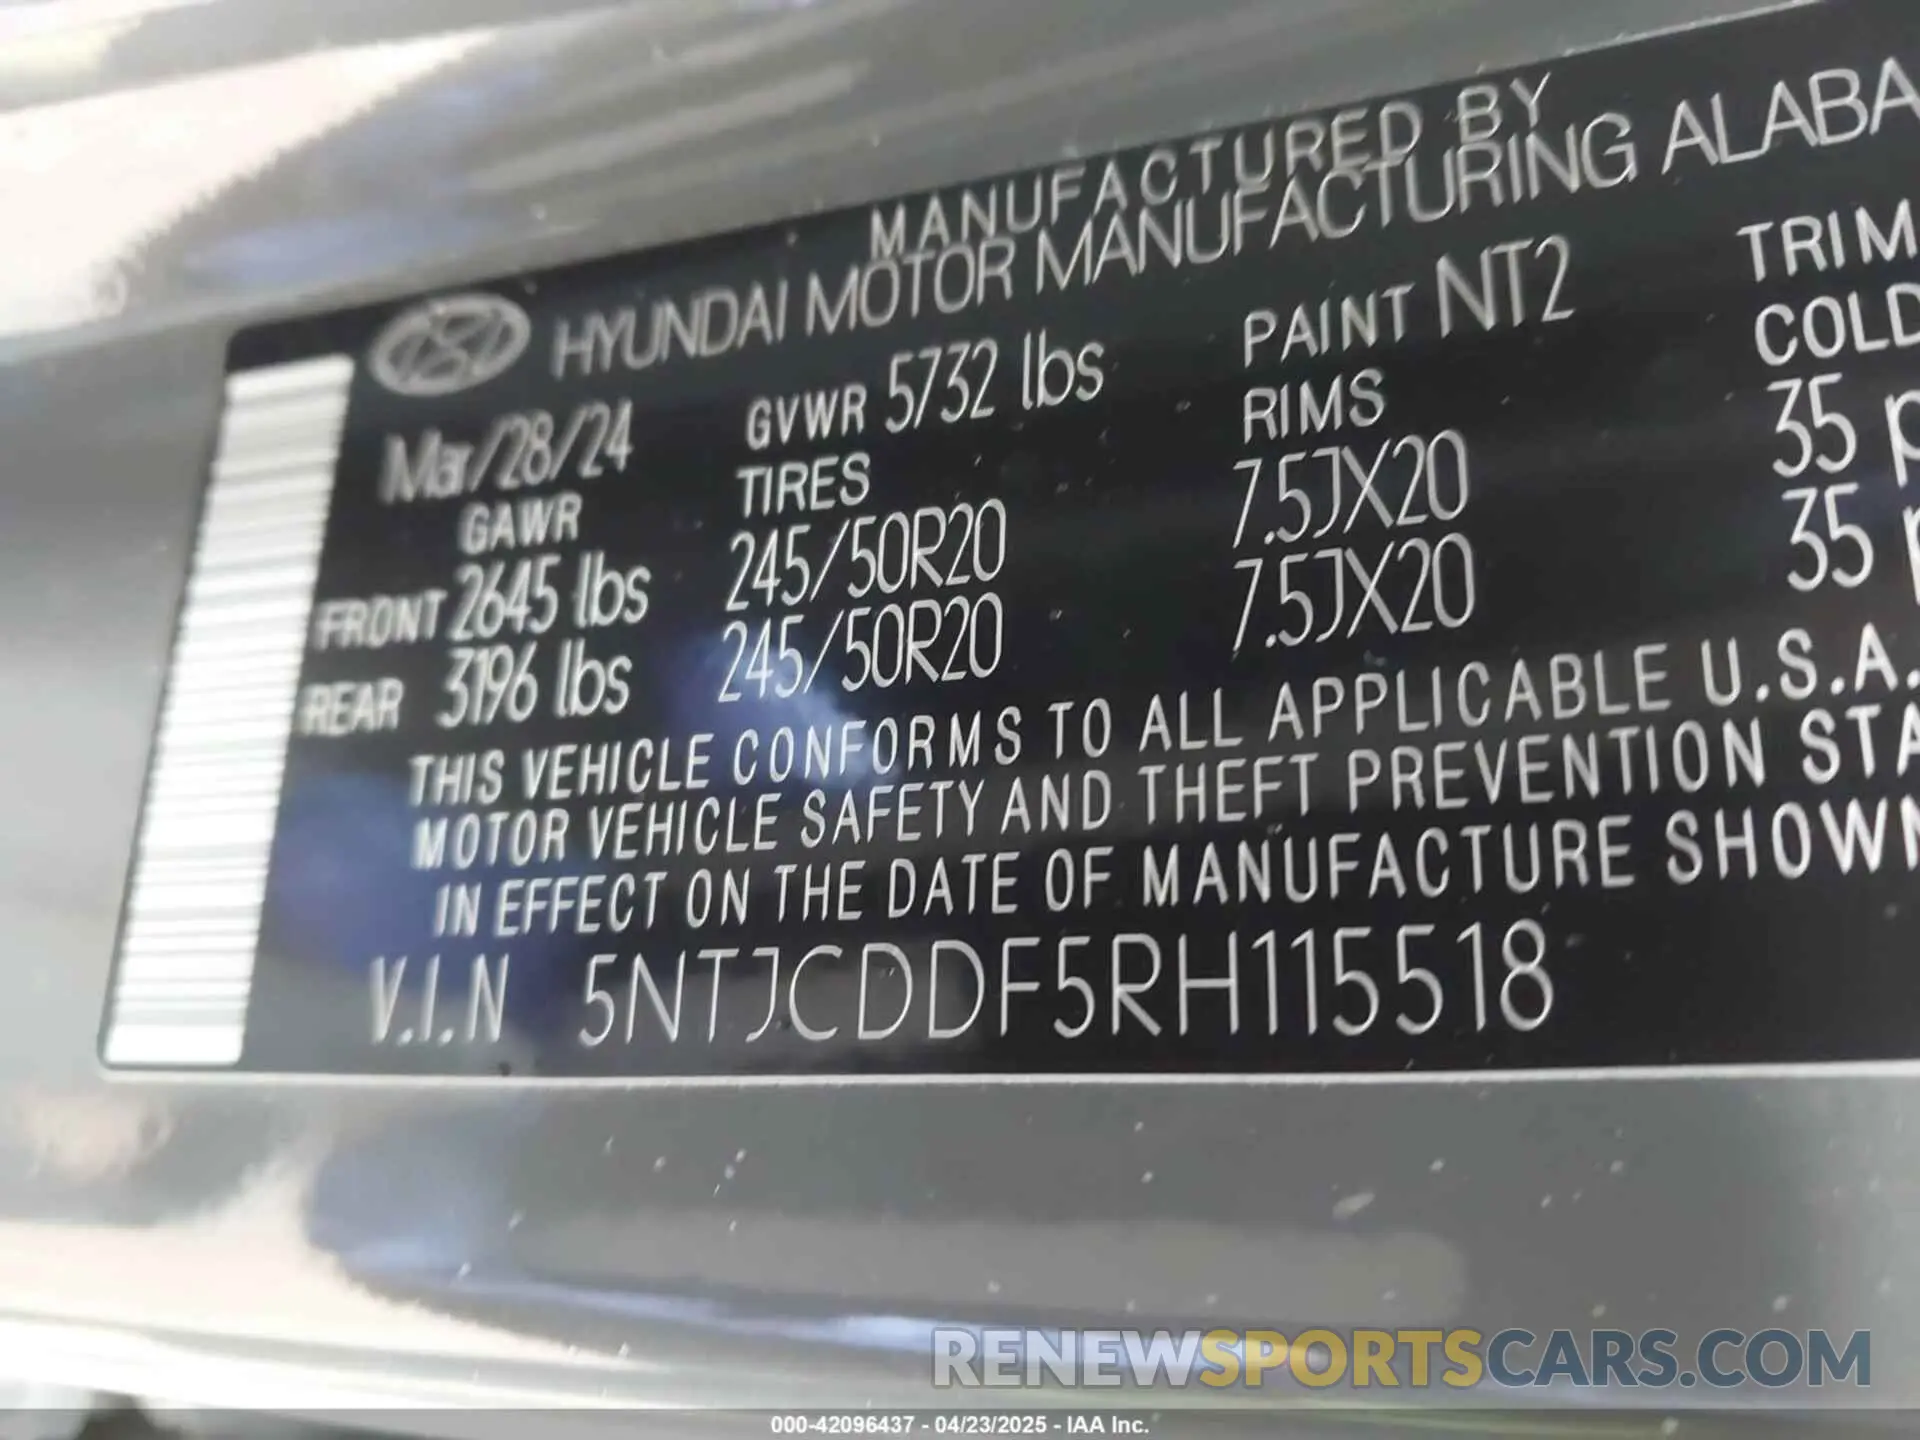 MANUFACTURED BY
HYUNDAI MOTOR MANUFACTURING ALABA
Mar/28/24 GVWR 5732 lbs PAINT NT2 TRIM
GAWR TIRES RIMS COLD
FRONT 2645 lbs 245/50R20 7.5JX20 35 p
REAR 3196 lbs 245/50R20 7.5JX20 35 p
THIS VEHICLE CONFORMS TO ALL APPLICABLE U.S.A.
MOTOR VEHICLE SAFETY AND THEFT PREVENTION STA
IN EFFECT ON THE DATE OF MANUFACTURE SHOWN
V.I.N 5NTJCDDF5RH115518
RENEWSPORTSCARS.COM
000-42096437 - 04/23/2025 - IAA Inc.